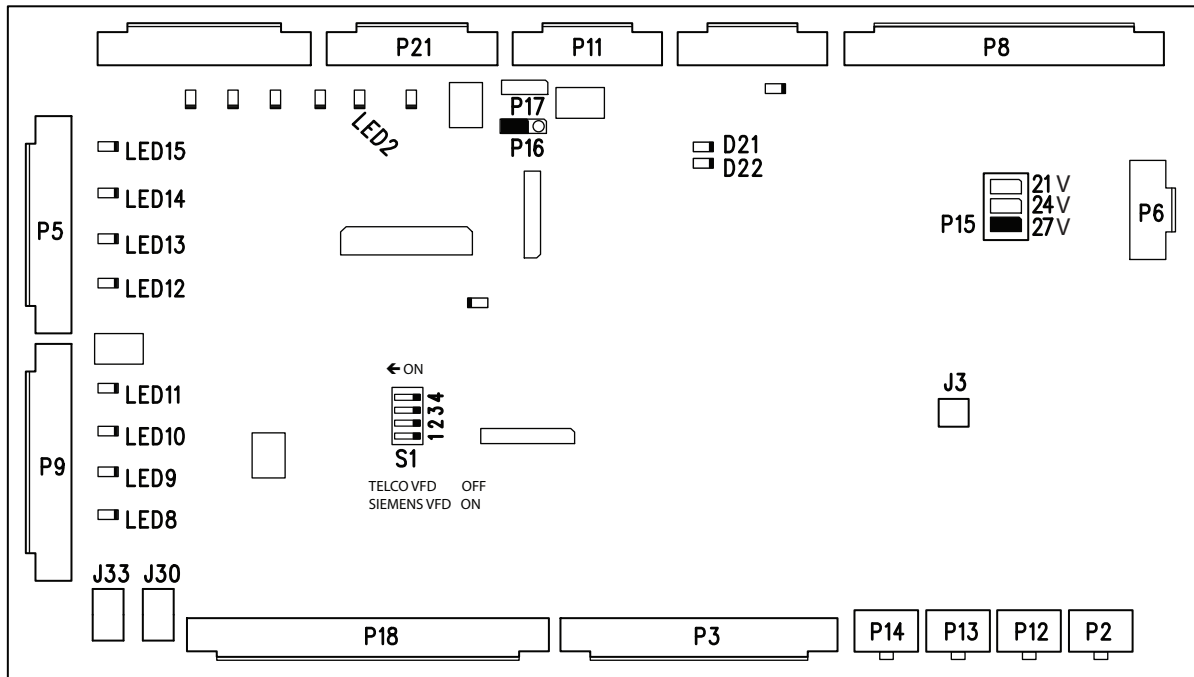 P21
P11
P8
P17
P16
LED2
D21
D22
LED15
LED14
LED13
LED12
P5
21 V
24 V
27 V
P15
P6
← ON
1 2 3 4
S1
TELCO VFD OFF
SIEMENS VFD ON
J3
LED11
LED10
LED9
LED8
P9
J33
J30
P18
P3
P14
P13
P12
P2